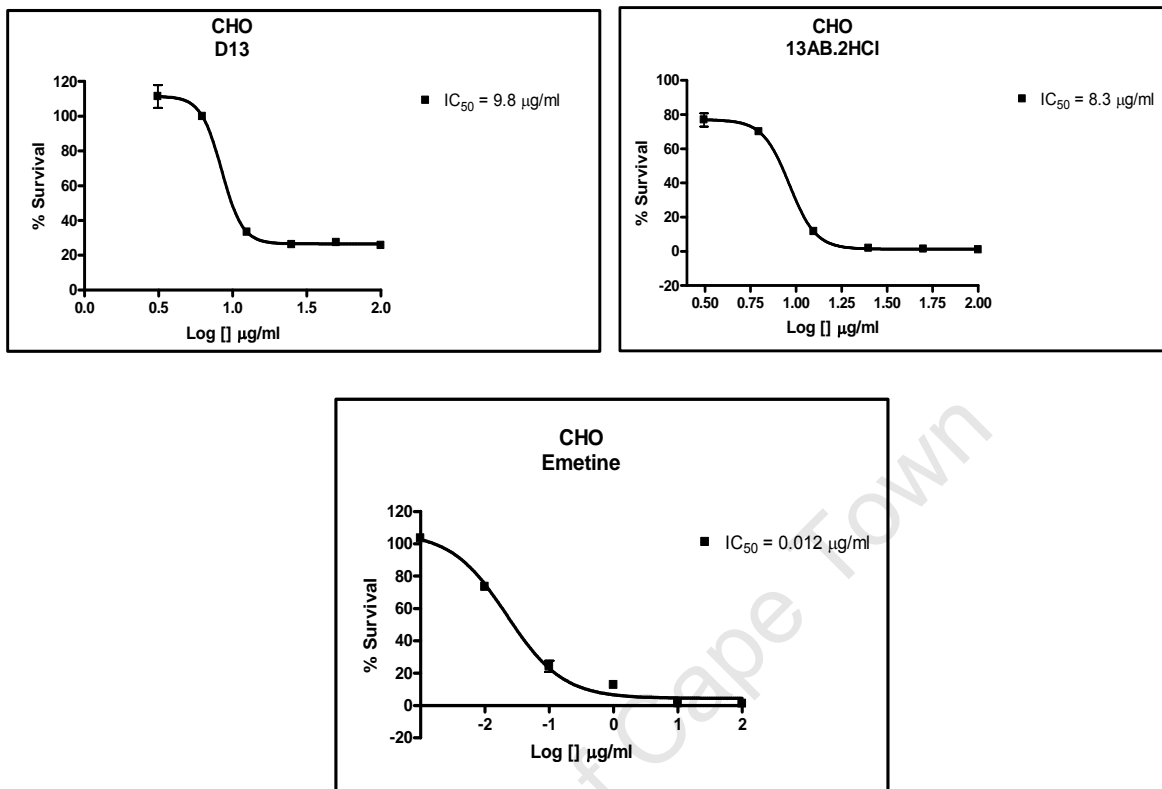 CHO
D13
IC50 = 9.8 μg/ml
120
100
80
60
40
20
0
% Survival
0.0 0.5 1.0 1.5 2.0
Log [] μg/ml
CHO
13AB.2HCl
IC50 = 8.3 μg/ml
100
80
60
40
20
0
-20
% Survival
0.50 0.75 1.00 1.25 1.50 1.75 2.00
Log [] μg/ml
CHO
Emetine
IC50 = 0.012 μg/ml
120
100
80
60
40
20
0
-20
% Survival
-2 -1 0 1 2
Log [] μg/ml
of Cape Town